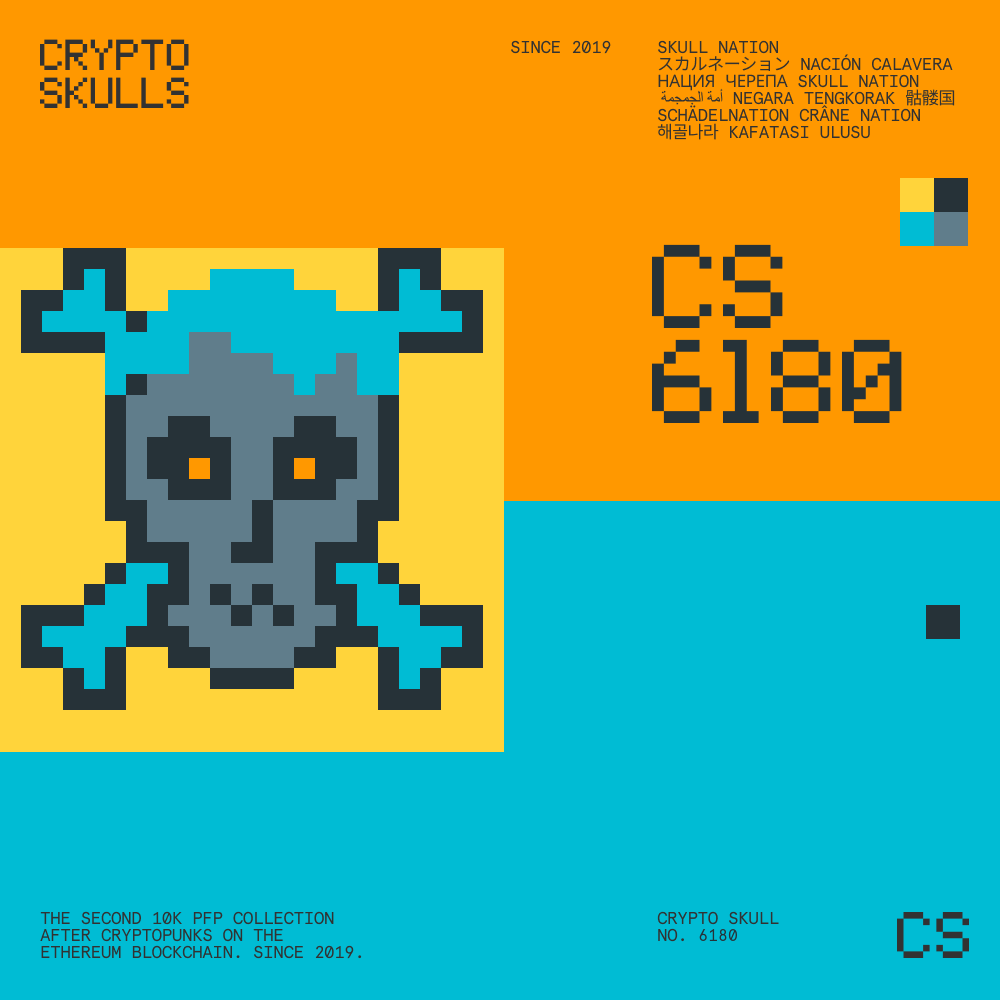 CRYPTO
SKULLS
SINCE 2019
SKULL NATION
スカルネーション NACIÓN CALAVERA
НАЦИЯ ЧЕРЕПА SKULL NATION
أمة الجمجمة NEGARA TENGKORAK 骷髅国
SCHÄDELNATION CRÂNE NATION
해골나라 KAFATASI ULUSU
CS
6180
THE SECOND 10K PFP COLLECTION
AFTER CRYPTOPUNKS ON THE
ETHEREUM BLOCKCHAIN. SINCE 2019.
CRYPTO SKULL
NO. 6180
CS